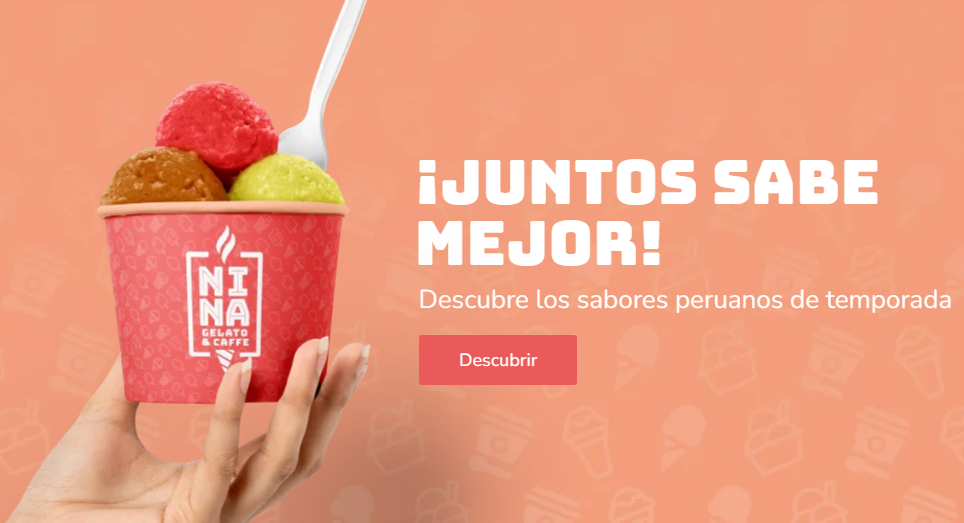 NI
NA
GELATO
& CAFFE
¡JUNTOS SABE
MEJOR!
Descubre los sabores peruanos de temporada
Descubrir